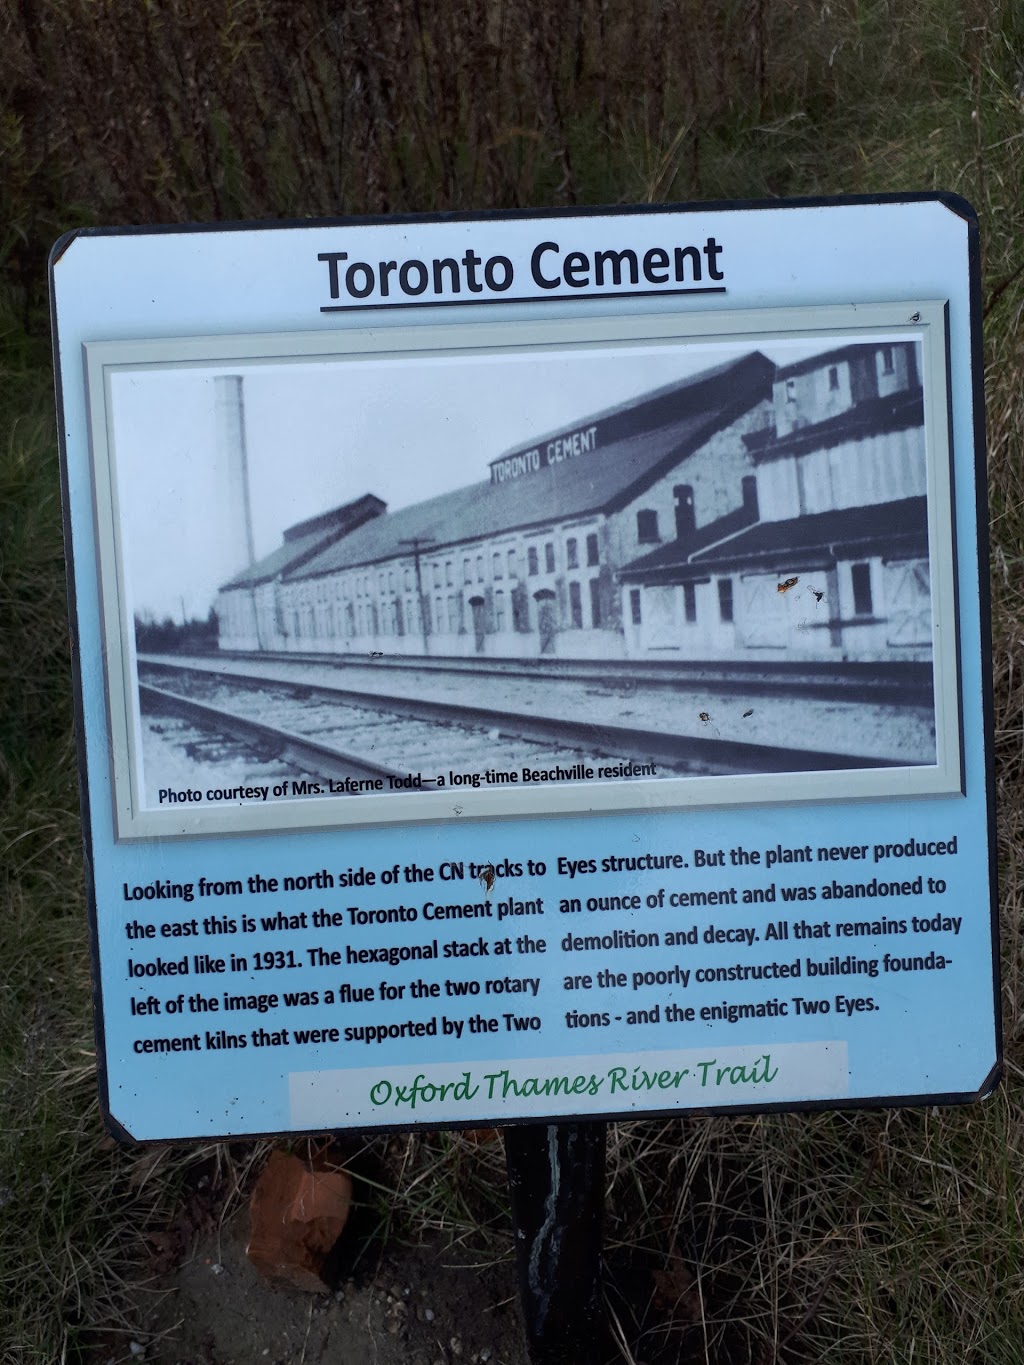 Toronto Cement
TORONTO CEMENT
Photo courtesy of Mrs. Laferne Todd—a long-time Beachville resident
Looking from the north side of the CN tracks to
the east this is what the Toronto Cement plant
looked like in 1931. The hexagonal stack at the
left of the image was a flue for the two rotary
cement kilns that were supported by the Two
Eyes structure. But the plant never produced
an ounce of cement and was abandoned to
demolition and decay. All that remains today
are the poorly constructed building founda-
tions - and the enigmatic Two Eyes.
Oxford Thames River Trail